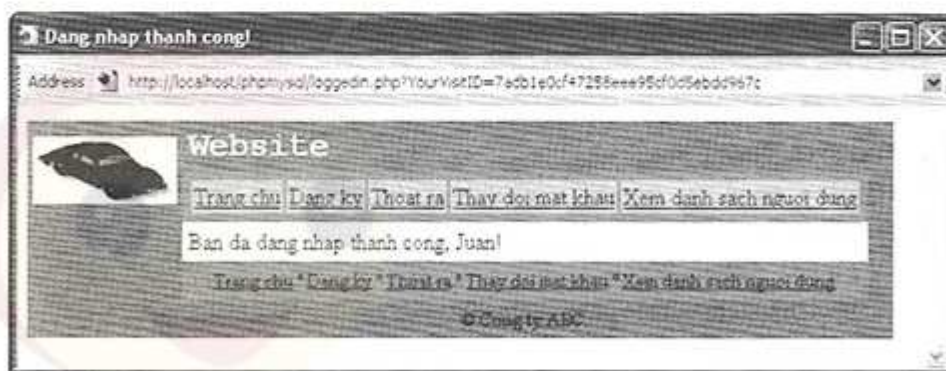 Dang nhap thanh cong!
Address http://localhost/phpmysql/loggedin.php?YourVisitID=7adb1e0cf47258eee95cf0d5ebdd967c
Website
Trang chu Dang ky Thoat ra Thay doi mat khau Xem danh sach nguoi dung
Ban da dang nhap thanh cong, Juan!
Trang chu * Dang ky * Thoat ra * Thay doi mat khau * Xem danh sach nguoi dung
© Cong ty ABC